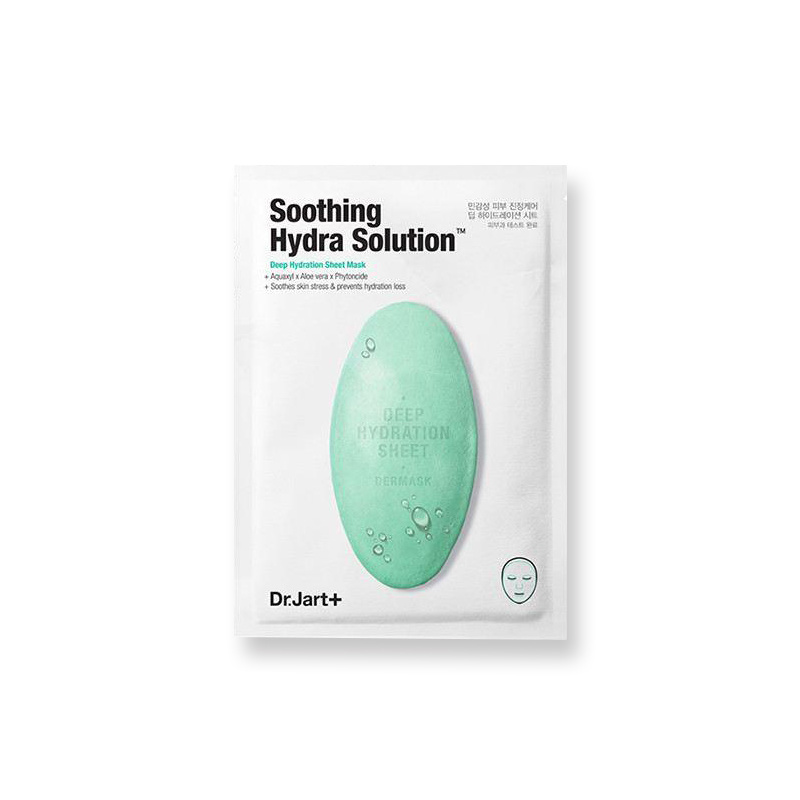 Soothing
Hydra Solution™
Deep Hydration Sheet Mask
+ Aquaxyl x Aloe vera x Phytoncide
+ Soothes skin stress & prevents hydration loss
민감성 피부 진정케어
딥 하이드레이션 시트
피부과 테스트 완료
DEEP
HYDRATION
SHEET
DERMASK
Dr.Jart+